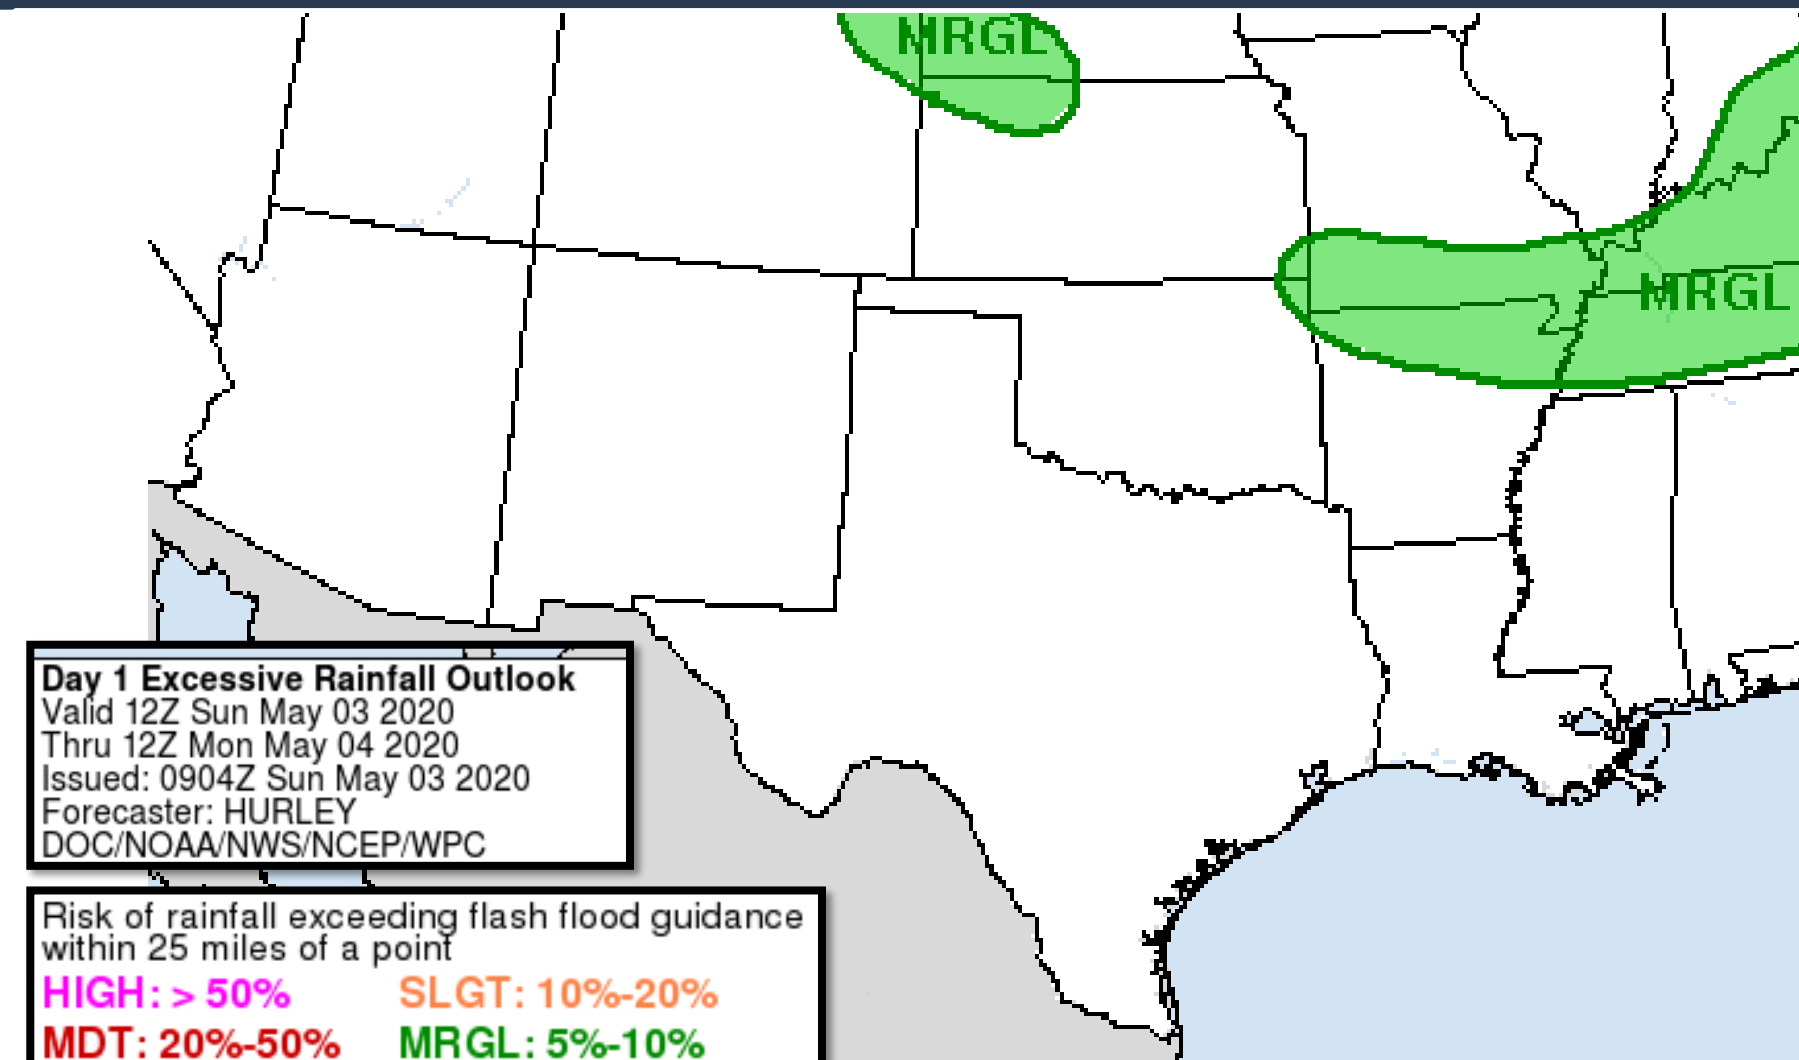 MRGL
MRGL
Day 1 Excessive Rainfall Outlook
Valid 12Z Sun May 03 2020
Thru 12Z Mon May 04 2020
Issued: 0904Z Sun May 03 2020
Forecaster: HURLEY
DOC/NOAA/NWS/NCEP/WPC
Risk of rainfall exceeding flash flood guidance
within 25 miles of a point
HIGH: > 50% SLGT: 10%-20%
MDT: 20%-50% MRGL: 5%-10%